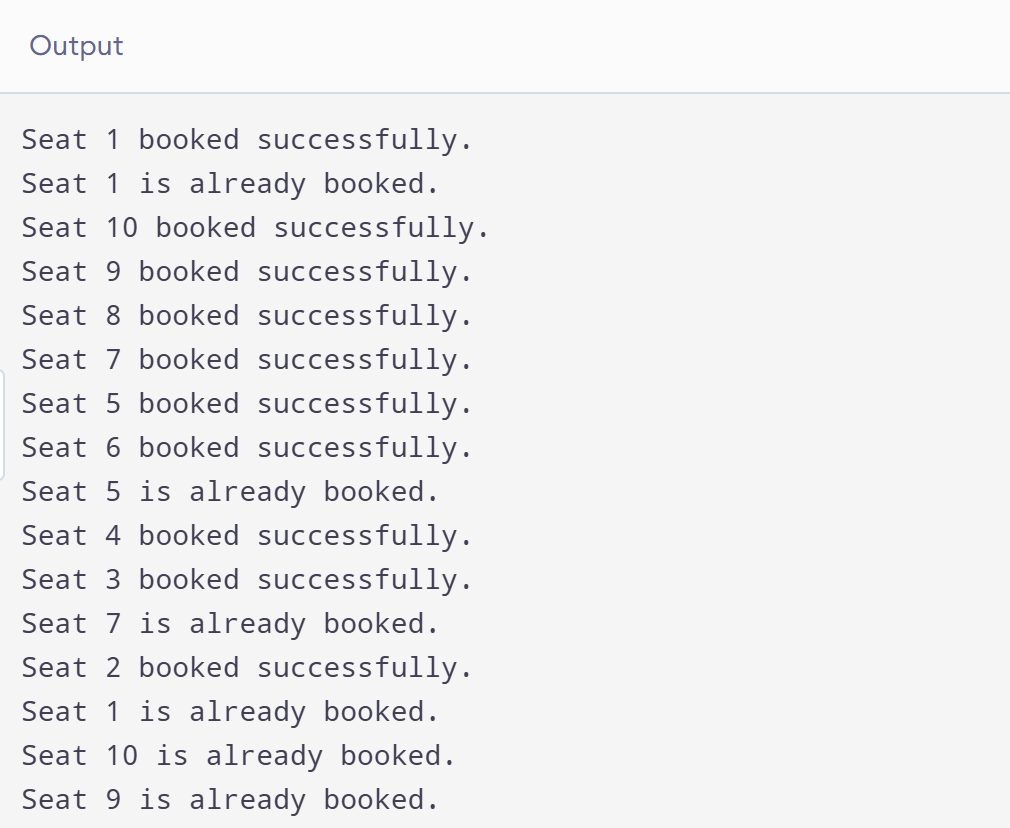 Output
Seat 1 booked successfully.
Seat 1 is already booked.
Seat 10 booked successfully.
Seat 9 booked successfully.
Seat 8 booked successfully.
Seat 7 booked successfully.
Seat 5 booked successfully.
Seat 6 booked successfully.
Seat 5 is already booked.
Seat 4 booked successfully.
Seat 3 booked successfully.
Seat 7 is already booked.
Seat 2 booked successfully.
Seat 1 is already booked.
Seat 10 is already booked.
Seat 9 is already booked.